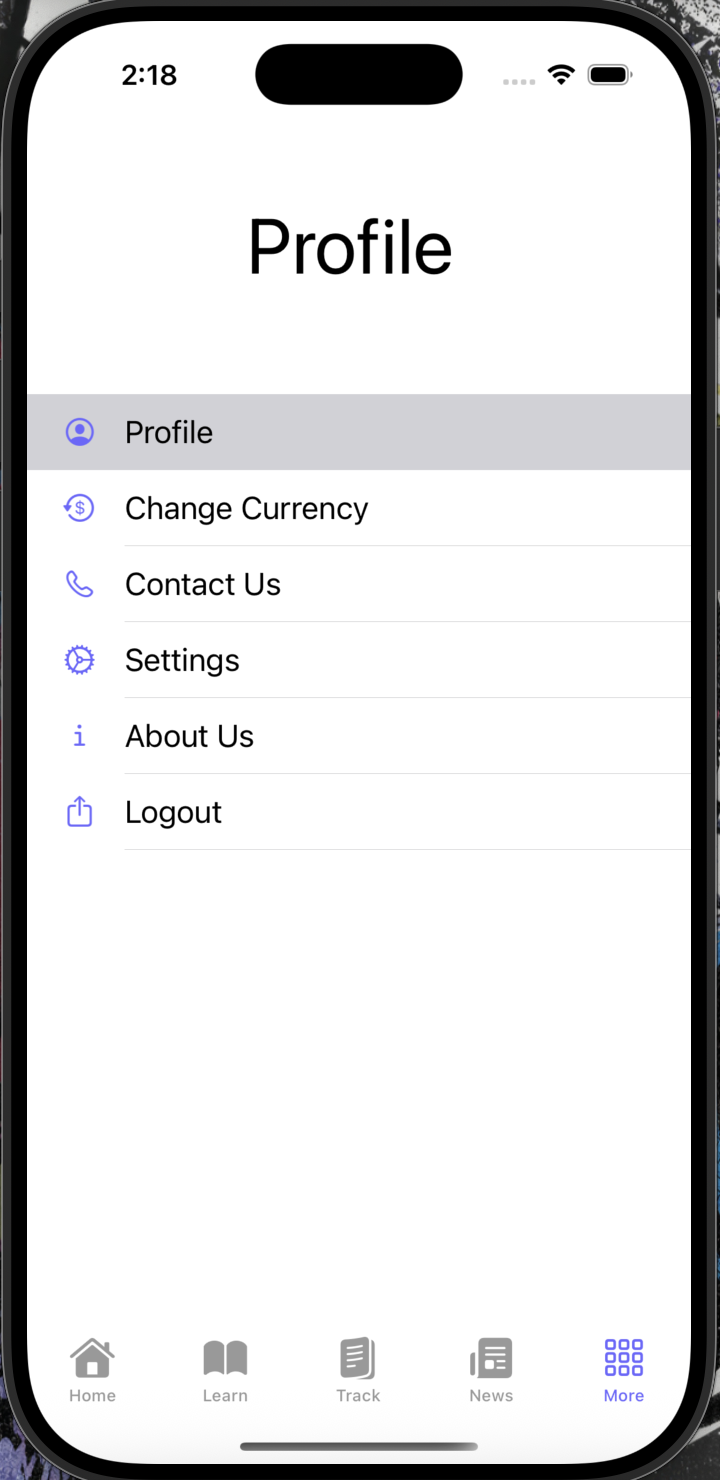 2:18
Profile
Profile
Change Currency
Contact Us
Settings
About Us
Logout
Home
Learn
Track
News
More